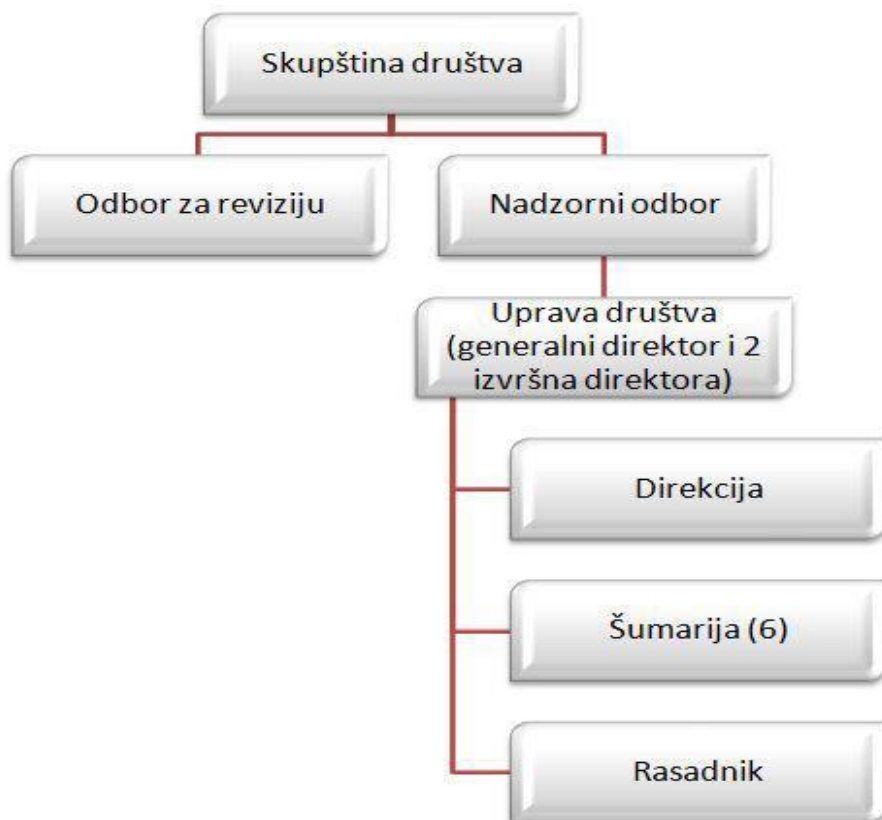 Skupština društva
Odbor za reviziju
Nadzorni odbor
Uprava društva
(generalni direktor i 2
izvršna direktora)
Direkcija
Šumarija (6)
Rasadnik